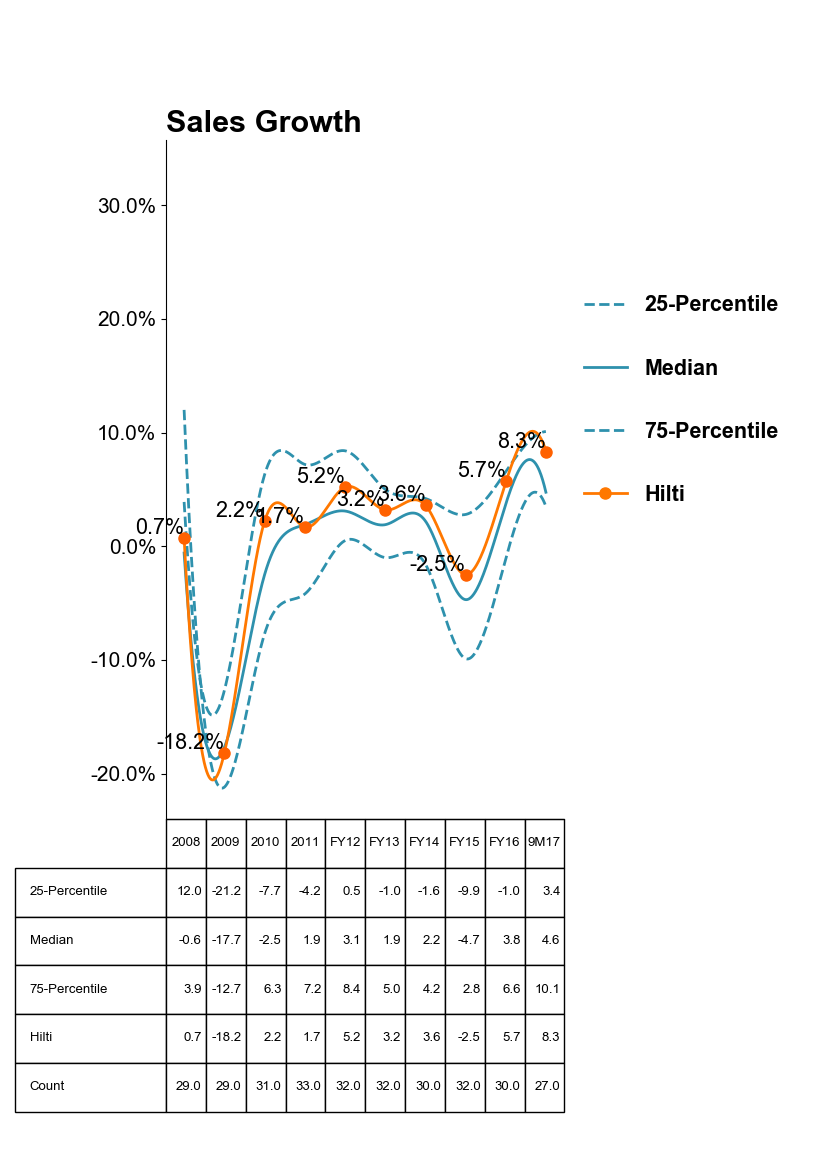 Sales Growth
30.0%
20.0%
10.0%
0.0%
-10.0%
-20.0%
0.7%
-18.2%
2.2%
1.7%
5.2%
3.2%
3.6%
-2.5%
5.7%
8.3%
25-Percentile
Median
75-Percentile
Hilti
2008 2009 2010 2011 FY12 FY13 FY14 FY15 FY16 9M17
25-Percentile 12.0 -21.2 -7.7 -4.2 0.5 -1.0 -1.6 -9.9 -1.0 3.4
Median -0.6 -17.7 -2.5 1.9 3.1 1.9 2.2 -4.7 3.8 4.6
75-Percentile 3.9 -12.7 6.3 7.2 8.4 5.0 4.2 2.8 6.6 10.1
Hilti 0.7 -18.2 2.2 1.7 5.2 3.2 3.6 -2.5 5.7 8.3
Count 29.0 29.0 31.0 33.0 32.0 32.0 30.0 32.0 30.0 27.0